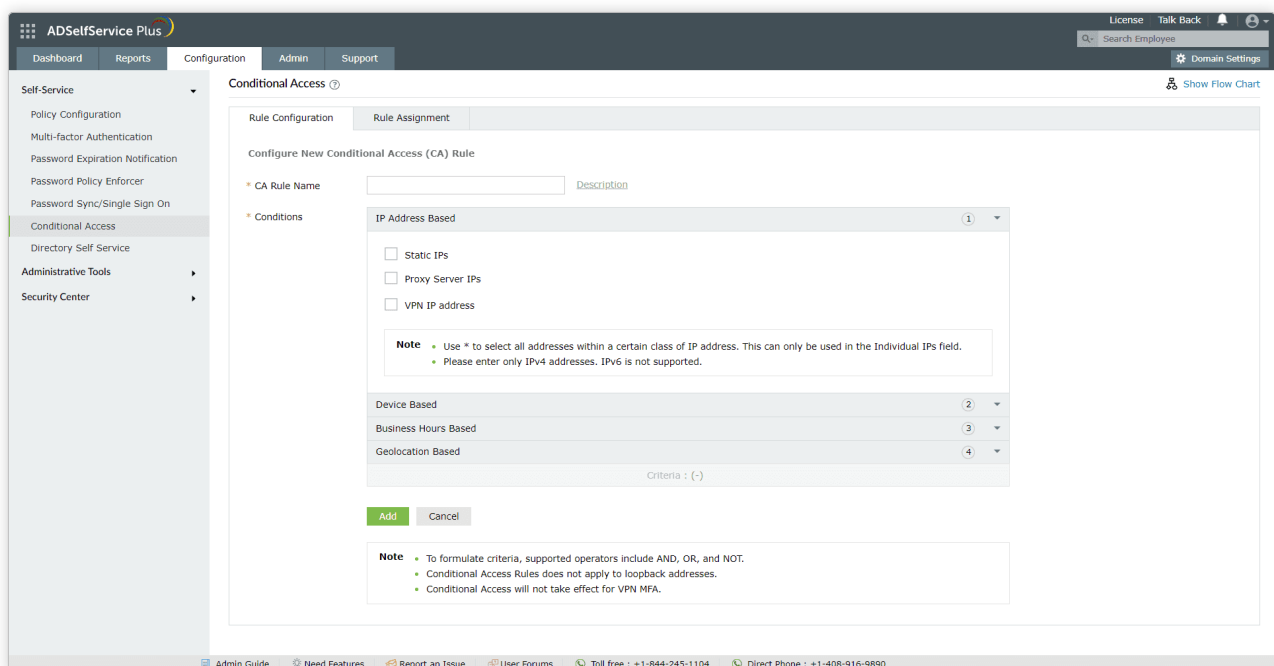 License Talk Back
ADSelfService Plus
Search Employee
Dashboard Reports Configuration Admin Support
Domain Settings
Self-Service
Policy Configuration
Multi-factor Authentication
Password Expiration Notification
Password Policy Enforcer
Password Sync/Single Sign On
Conditional Access
Directory Self Service
Administrative Tools
Security Center
Conditional Access ?
Show Flow Chart
Rule Configuration Rule Assignment
Configure New Conditional Access (CA) Rule
* CA Rule Name Description
* Conditions
IP Address Based 1
Static IPs
Proxy Server IPs
VPN IP address
Note • Use * to select all addresses within a certain class of IP address. This can only be used in the Individual IPs field.
• Please enter only IPv4 addresses. IPv6 is not supported.
Device Based 2
Business Hours Based 3
Geolocation Based 4
Criteria : (-)
Add Cancel
Note • To formulate criteria, supported operators include AND, OR, and NOT.
• Conditional Access Rules does not apply to loopback addresses.
• Conditional Access will not take effect for VPN MFA.
Admin Guide Need Features Report an Issue User Forums Toll free : +1-844-245-1104 Direct Phone : +1-408-916-9890